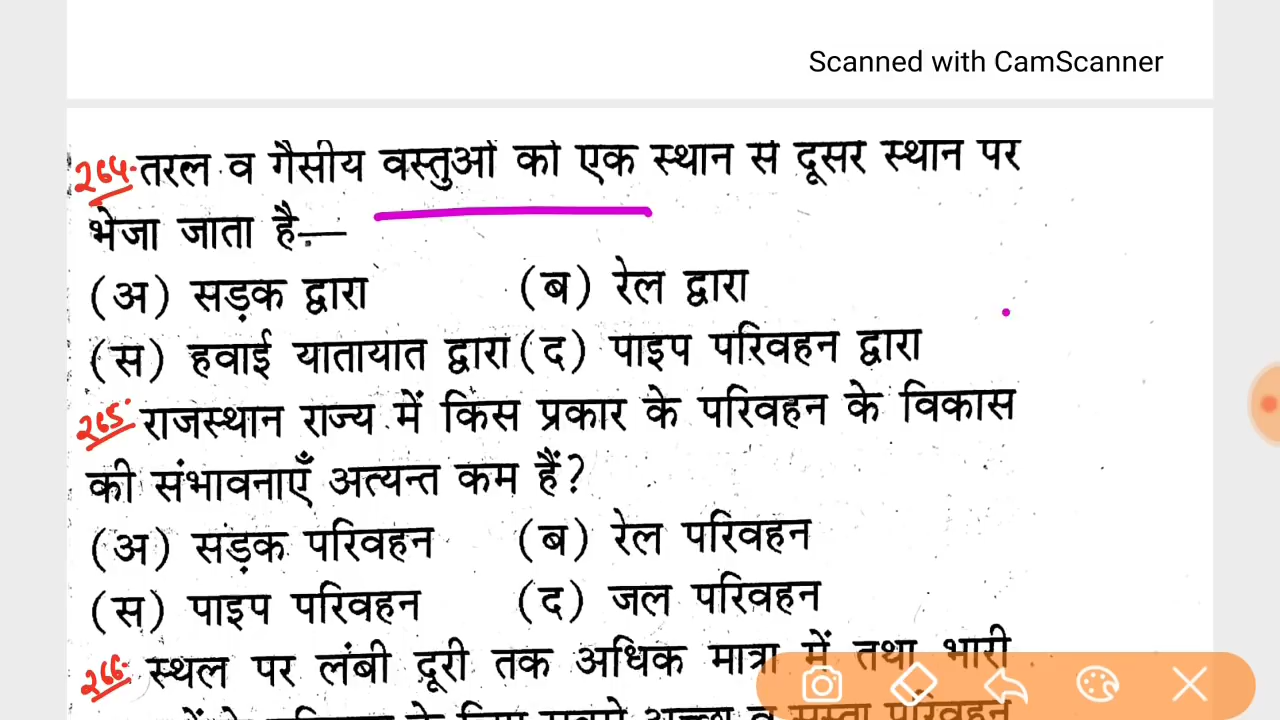 Scanned with CamScanner
२६४. तरल व गैसीय वस्तुओं को एक स्थान से दूसरे स्थान पर
भेजा जाता है—
(अ) सड़क द्वारा (ब) रेल द्वारा
(स) हवाई यातायात द्वारा (द) पाइप परिवहन द्वारा
२६५. राजस्थान राज्य में किस प्रकार के परिवहन के विकास
की संभावनाएँ अत्यन्त कम हैं?
(अ) सड़क परिवहन (ब) रेल परिवहन
(स) पाइप परिवहन (द) जल परिवहन
२६६. स्थल पर लंबी दूरी तक अधिक मात्रा में तथा भारी